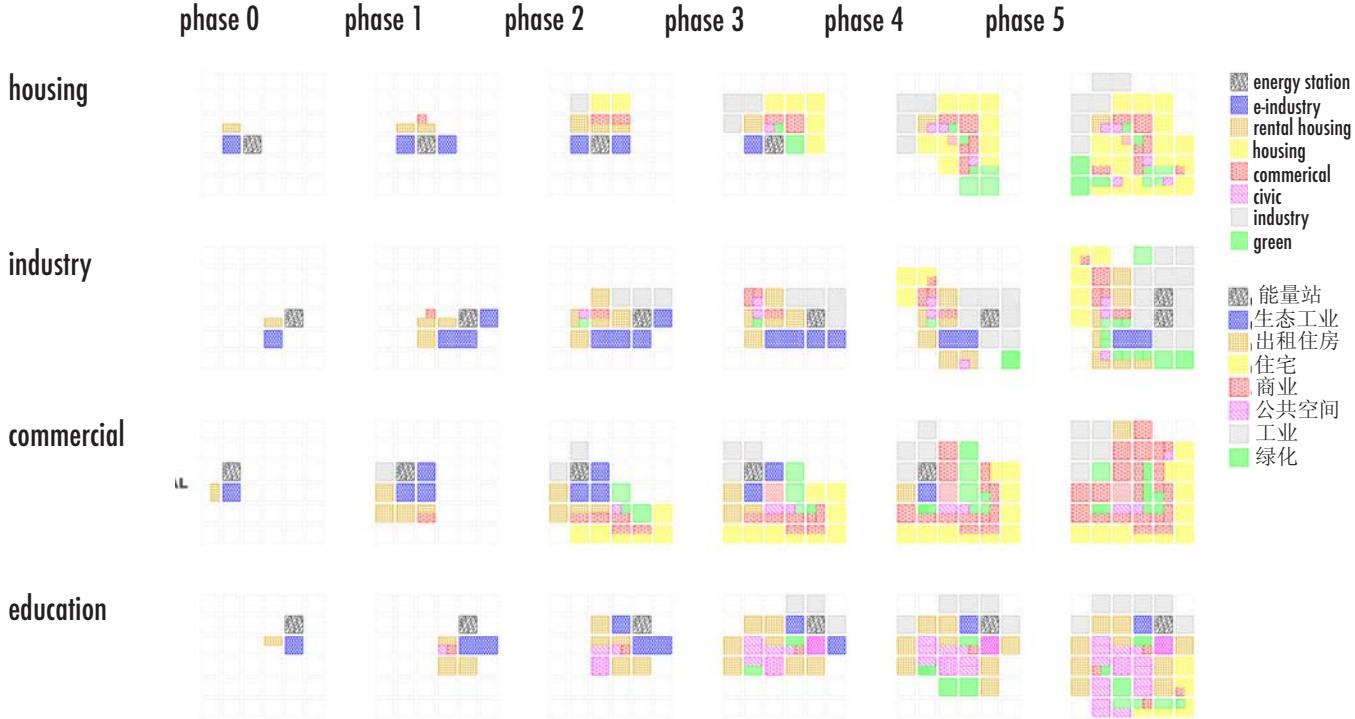 phase 0 phase 1 phase 2 phase 3 phase 4 phase 5
housing
industry
commercial
education
energy station
e-industry
rental housing
housing
commerical
civic
industry
green
能量站
生态工业
出租住房
住宅
商业
公共空间
工业
绿化